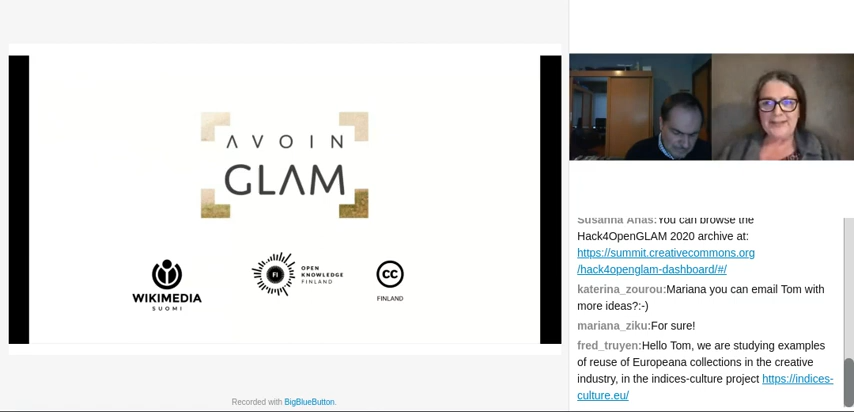 AVOIN
GLAM
WIKIMEDIA
SUOMI
FI
OPEN
KNOWLEDGE
FINLAND
CC
FINLAND
Recorded with BigBlueButton.
Susanna Ånäs:You can browse the
Hack4OpenGLAM 2020 archive at:
https://summit.creativecommons.org
/hack4openglam-dashboard/#/
katerina_zourou:Mariana you can email Tom with
more ideas?:-)
mariana_ziku:For sure!
fred_truyen:Hello Tom, we are studying examples
of reuse of Europeana collections in the creative
industry, in the indices-culture project https://indices-
culture.eu/